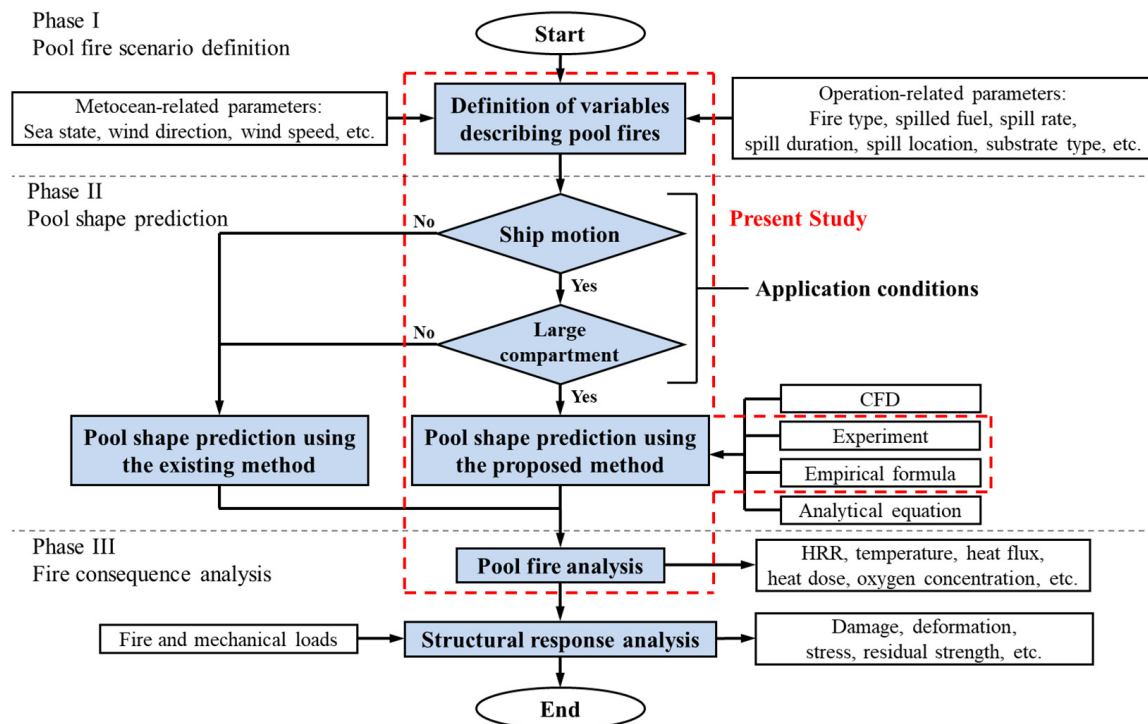 Phase I
Pool fire scenario definition
Start
Metocean-related parameters:
Sea state, wind direction, wind speed, etc.
Definition of variables
describing pool fires
Operation-related parameters:
Fire type, spilled fuel, spill rate,
spill duration, spill location, substrate type, etc.
Phase II
Pool shape prediction
No
Ship motion
Present Study
Yes
Application conditions
No
Large
compartment
Yes
CFD
Pool shape prediction using
the existing method
Pool shape prediction using
the proposed method
Experiment
Empirical formula
Analytical equation
Phase III
Fire consequence analysis
Pool fire analysis
HRR, temperature, heat flux,
heat dose, oxygen concentration, etc.
Fire and mechanical loads
Structural response analysis
Damage, deformation,
stress, residual strength, etc.
End